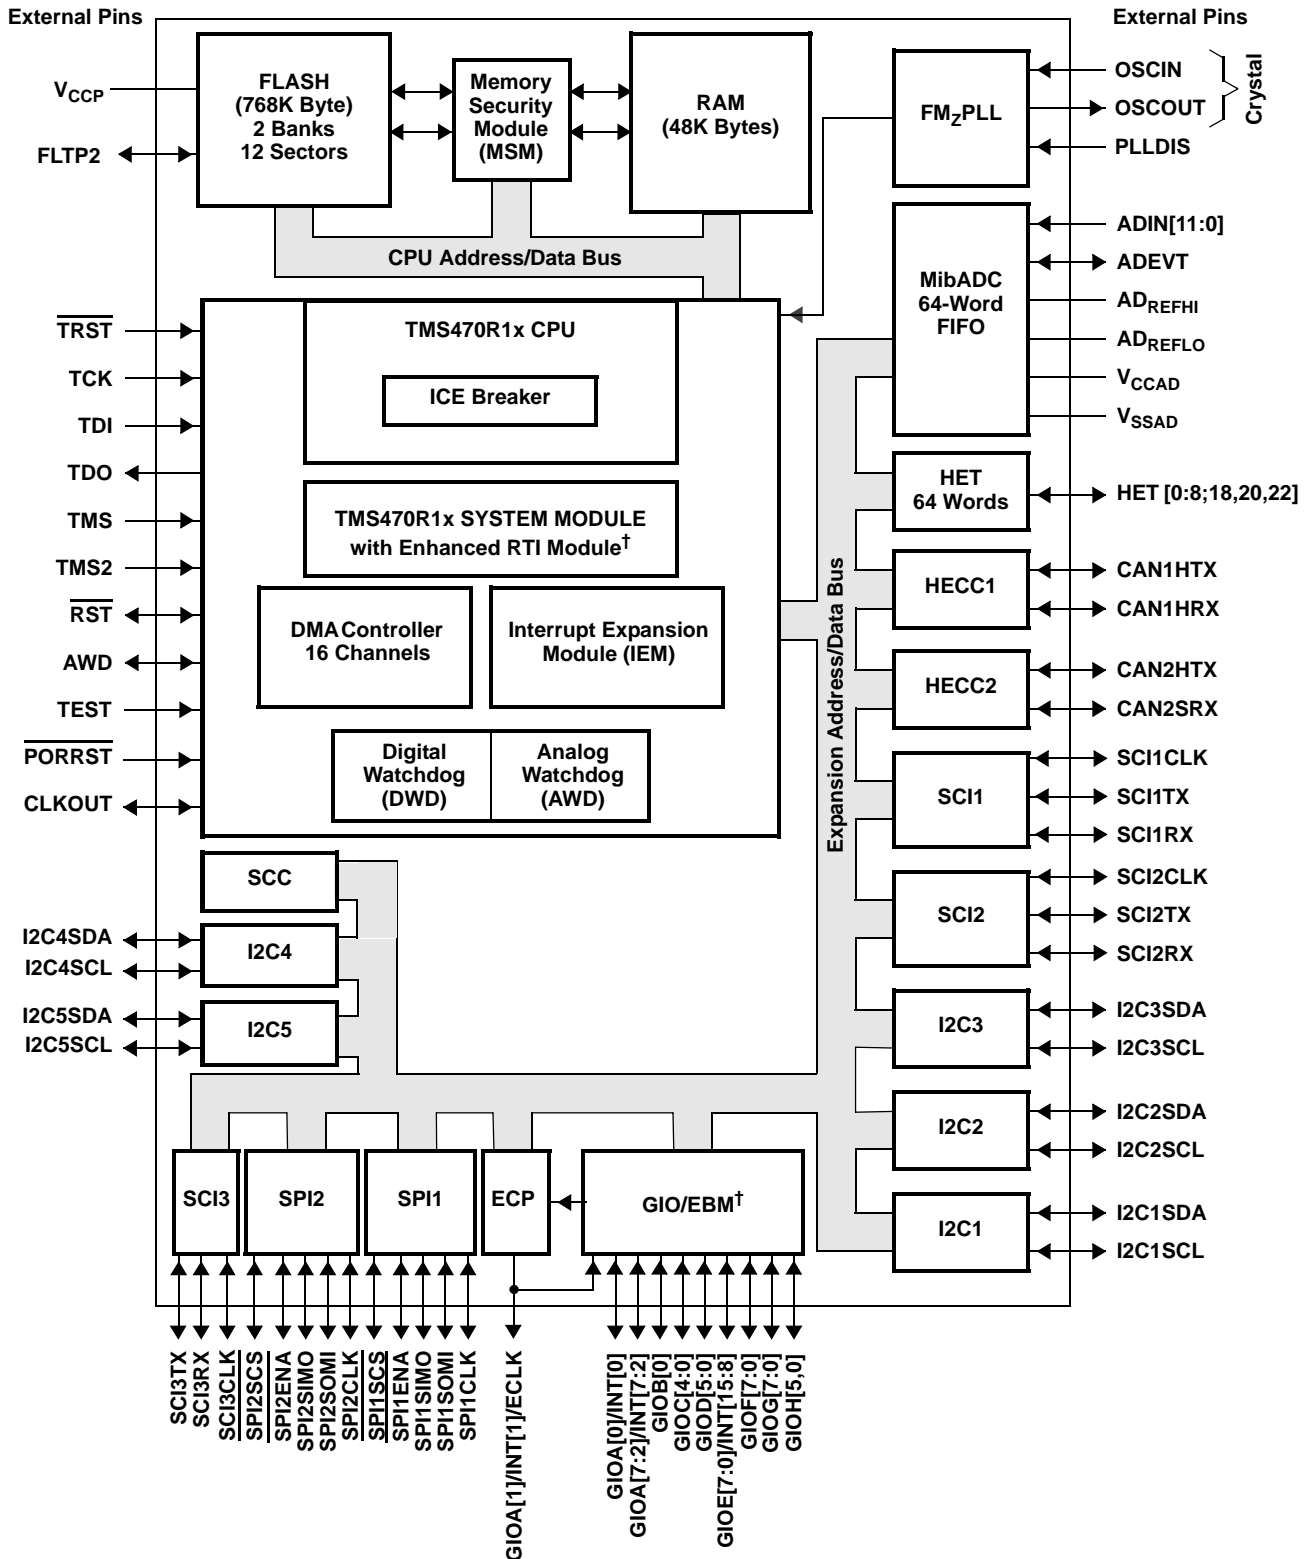 External Pins
External Pins
FLASH
(768K Byte)
2 Banks
12 Sectors
Memory
Security
Module
(MSM)
RAM
(48K Bytes)
FMZPLL
OSCIN
OSCOUT
PLLDIS
Crystal
VCCP
FLTP2
CPU Address/Data Bus
MibADC
64-Word
FIFO
ADIN[11:0]
ADEVT
ADREFHI
ADREFLO
VCCAD
VSSAD
TRST
TCK
TDI
TDO
TMS
TMS2
RST
AWD
TEST
PORRST
CLKOUT
TMS470R1x CPU
ICE Breaker
TMS470R1x SYSTEM MODULE
with Enhanced RTI Module†
DMA Controller
16 Channels
Interrupt Expansion
Module (IEM)
Digital
Watchdog
(DWD)
Analog
Watchdog
(AWD)
Expansion Address/Data Bus
HET
64 Words
HET [0:8;18,20,22]
HECC1
CAN1HTX
CAN1HRX
HECC2
CAN2HTX
CAN2SRX
SCI1
SCI1CLK
SCI1TX
SCI1RX
SCI2
SCI2CLK
SCI2TX
SCI2RX
I2C3
I2C3SDA
I2C3SCL
I2C2
I2C2SDA
I2C2SCL
I2C1
I2C1SDA
I2C1SCL
SCC
I2C4
I2C4SDA
I2C4SCL
I2C5
I2C5SDA
I2C5SCL
SCI3
SPI2
SPI1
ECP
GIO/EBM†
SCI3TX
SCI3RX
SCI3CLK
SPI2SCS
SPI2ENA
SPI2SIMO
SPI2SOMI
SPI2CLK
SPI1SCS
SPI1ENA
SPI1SIMO
SPI1SOMI
SPI1CLK
GIOA[1]/INT[1]/ECLK
GIOA[0]/INT[0]
GIOA[7:2]/INT[7:2]
GIOB[0]
GIOC[4:0]
GIOD[5:0]
GIOE[7:0]/INT[15:8]
GIOF[7:0]
GIOG[7:0]
GIOH[5,0]